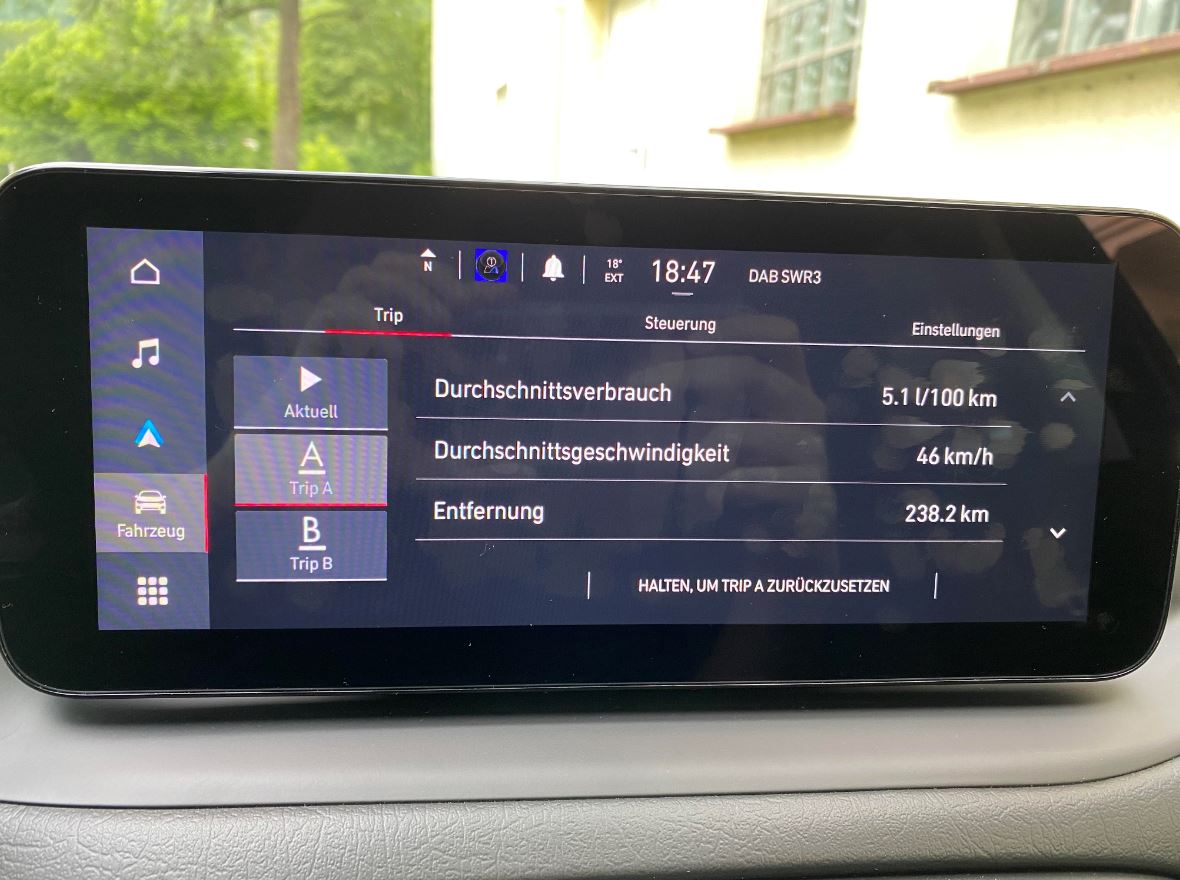 N
18°
EXT
18:47
DAB SWR3
Trip
Steuerung
Einstellungen
Aktuell
A
Trip A
B
Trip B
Fahrzeug
Durchschnittsverbrauch 5.1 l/100 km
Durchschnittsgeschwindigkeit 46 km/h
Entfernung 238.2 km
HALTEN, UM TRIP A ZURÜCKZUSETZEN